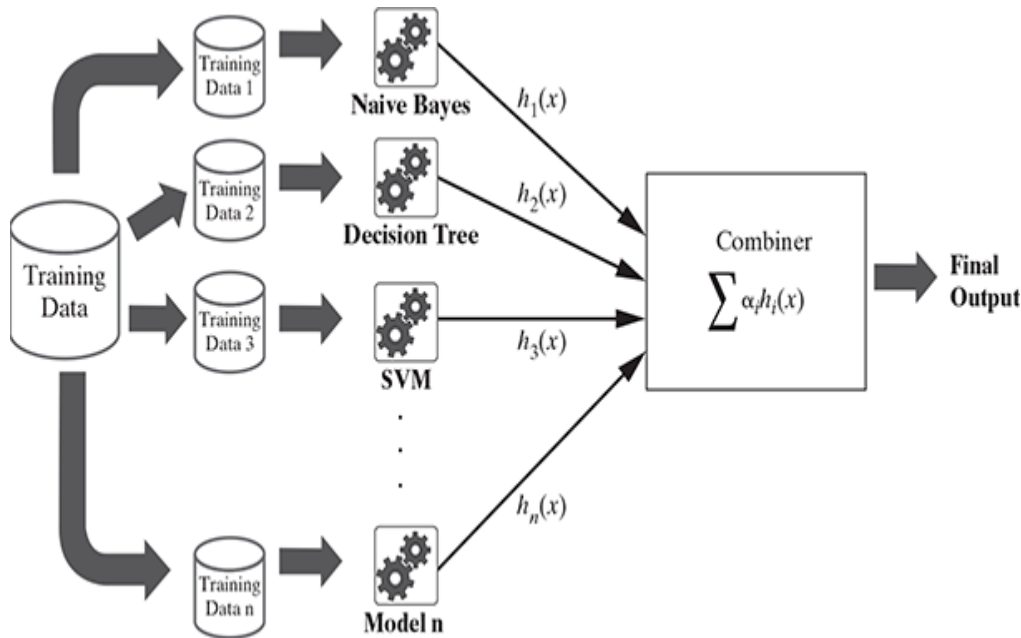 Training
Data
Training
Data 1
Naive Bayes
h₁(x)
Training
Data 2
Decision Tree
h₂(x)
Training
Data 3
SVM
h₃(x)
.
.
.
Training
Data n
Model n
hₙ(x)
Combiner
∑ αᵢhᵢ(x)
Final
Output